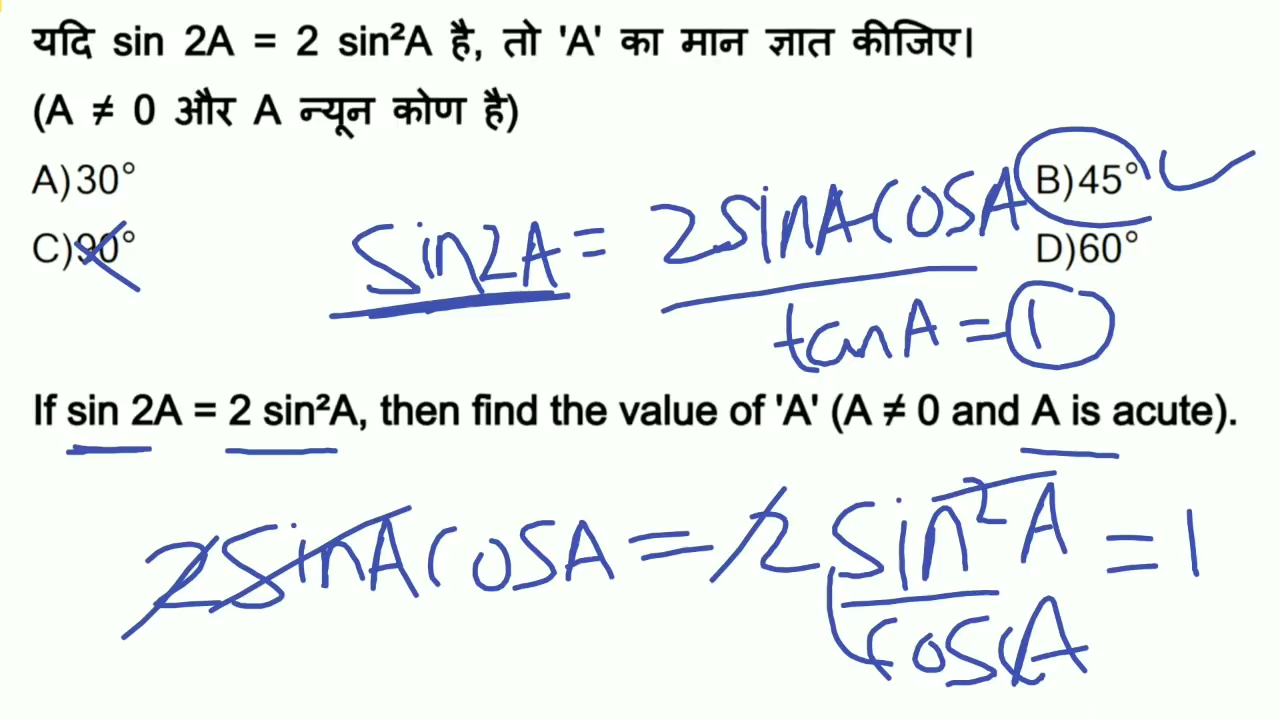 यदि sin 2A = 2 sin²A है, तो 'A' का मान ज्ञात कीजिए।
(A ≠ 0 और A न्यून कोण है)
A)30° B)45°
C)90° D)60°
sin2A = 2sinAcosA
tanA = 1
If sin 2A = 2 sin²A, then find the value of 'A' (A ≠ 0 and A is acute).
2sinAcosA = 2sin²A = 1
cosA